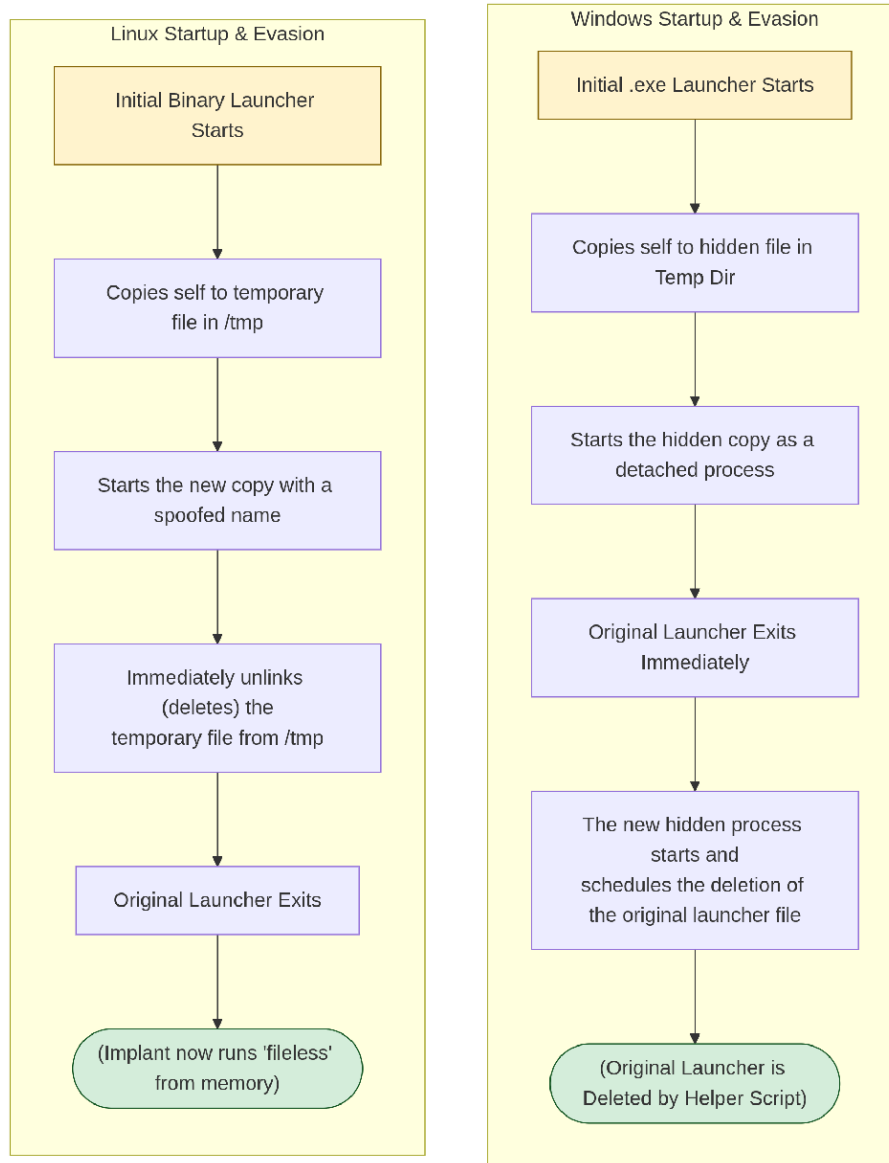 Linux Startup & Evasion
Initial Binary Launcher
Starts
Copies self to temporary
file in /tmp
Starts the new copy with a
spoofed name
Immediately unlinks
(deletes) the
temporary file from /tmp
Original Launcher Exits
(Implant now runs 'fileless'
from memory)
Windows Startup & Evasion
Initial .exe Launcher Starts
Copies self to hidden file in
Temp Dir
Starts the hidden copy as a
detached process
Original Launcher Exits
Immediately
The new hidden process
starts and
schedules the deletion of
the original launcher file
(Original Launcher is
Deleted by Helper Script)